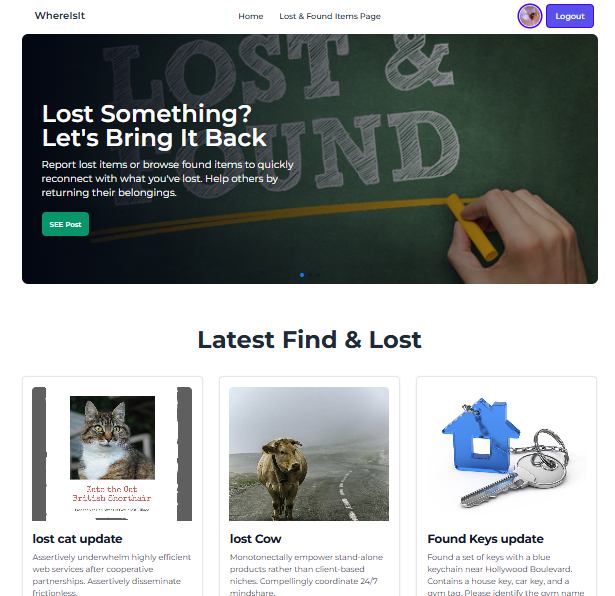 WhereIsIt
Home
Lost & Found Items Page
Logout
LOST &
FOUND
Lost Something?
Let's Bring It Back
Report lost items or browse found items to quickly
reconnect with what you've lost. Help others by
returning their belongings.
SEE Post
Latest Find & Lost
British Shorthair
lost cat update
Assertively underwhelm highly efficient
web services after cooperative
partnerships. Assertively disseminate
frictionless.
lost Cow
Monotonectally empower stand-alone
products rather than client-based
niches. Compellingly coordinate 24/7
mindshare.
Found Keys update
Found a set of keys with a blue
keychain near Hollywood Boulevard.
Contains a house key, car key, and a
gym tag. Please identify the gym name